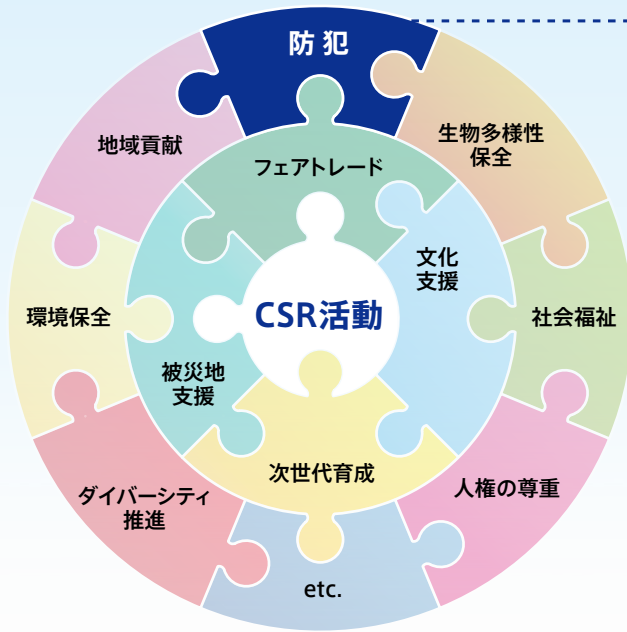 防犯
地域貢献
生物多様性
保全
フェアトレード
文化
支援
環境保全
CSR活動
社会福祉
被災地
支援
次世代育成
人権の尊重
ダイバーシティ
推進
etc.